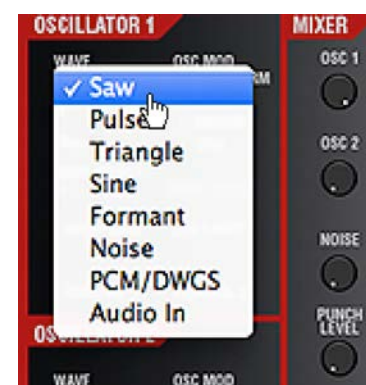 OSCILLATOR 1
MIXER
WAVE
OSC MOD
OSC 1
✓ Saw
Pulse
Triangle
OSC 2
Sine
Formant
Noise
NOISE
PCM/DWGS
Audio In
PUNCH
LEVEL
WAVE
OSC MOD